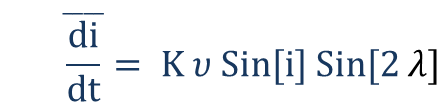 di/dt = K υ Sin[i] Sin[2 λ]